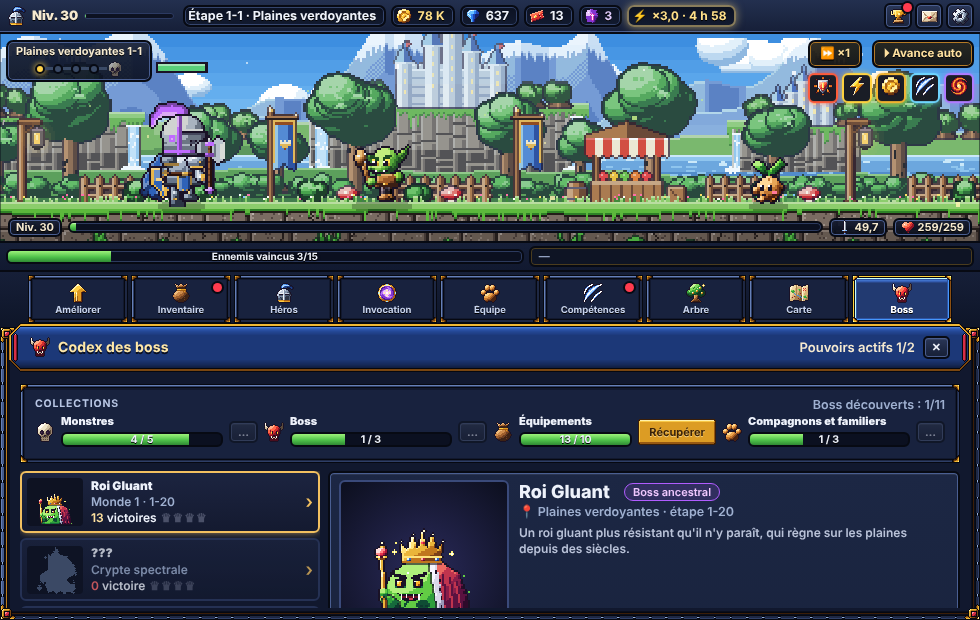 Niv. 30
Étape 1-1 · Plaines verdoyantes
78 K
637
13
3
×3,0 · 4 h 58
Plaines verdoyantes 1-1
×1
Avance auto
Niv. 30
49,7
259/259
Ennemis vaincus 3/15
—
Améliorer
Inventaire
Héros
Invocation
Equipe
Compétences
Arbre
Carte
Boss
Codex des boss
Pouvoirs actifs 1/2
×
COLLECTIONS
Boss découverts : 1/11
Monstres
4 / 5
...
Boss
1 / 3
...
Équipements
13 / 10
Récupérer
Compagnons et familiers
1 / 3
...
Roi Gluant
Monde 1 · 1-20
13 victoires
???
Crypte spectrale
0 victoire
Roi Gluant
Boss ancestral
Plaines verdoyantes · étape 1-20
Un roi gluant plus résistant qu'il n'y paraît, qui règne sur les plaines
depuis des siècles.